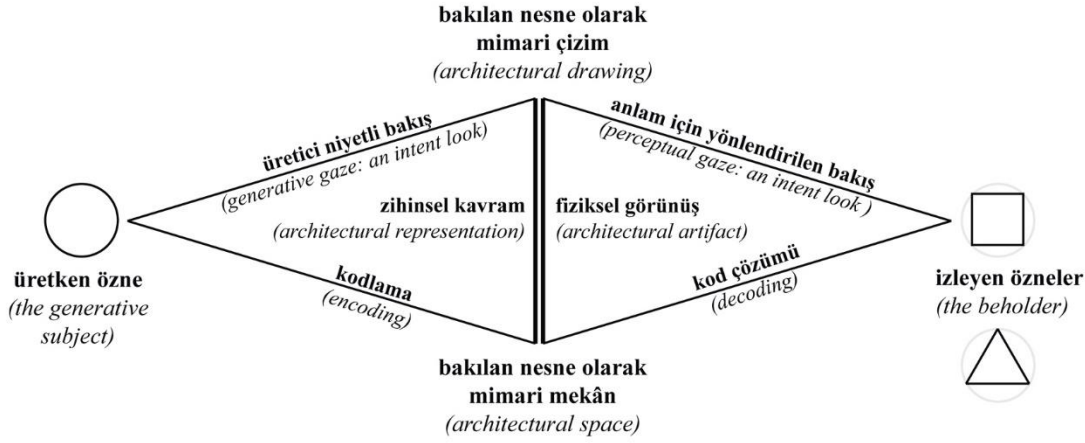 bakılan nesne olarak
mimari çizim
(architectural drawing)
üretici niyetli bakış
(generative gaze: an intent look)
anlam için yönlendirilen bakış
(perceptual gaze: an intent look)
zihinsel kavram
(architectural representation)
fiziksel görünüş
(architectural artifact)
üretken özne
(the generative
subject)
kodlama
(encoding)
kod çözümü
(decoding)
izleyen özneler
(the beholder)
bakılan nesne olarak
mimari mekân
(architectural space)